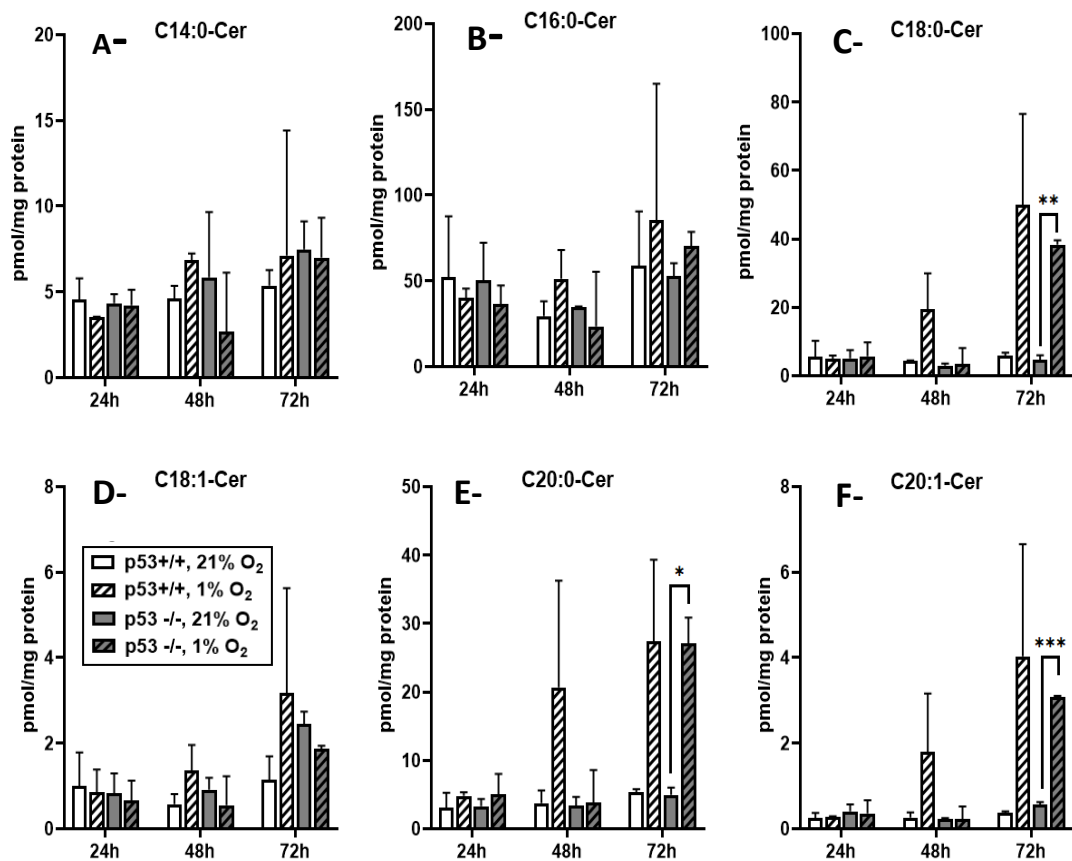 A- C14:0-Cer
pmol/mg protein
20
15
10
5
0
24h 48h 72h
B- C16:0-Cer
pmol/mg protein
200
150
100
50
0
24h 48h 72h
C- C18:0-Cer
pmol/mg protein
100
80
60
40
20
0
**
24h 48h 72h
D- C18:1-Cer
pmol/mg protein
8
6
4
2
0
p53+/+, 21% O₂
p53+/+, 1% O₂
p53 -/-, 21% O₂
p53 -/-, 1% O₂
24h 48h 72h
E- C20:0-Cer
pmol/mg protein
50
40
30
20
10
0
*
24h 48h 72h
F- C20:1-Cer
pmol/mg protein
8
6
4
2
0
***
24h 48h 72h